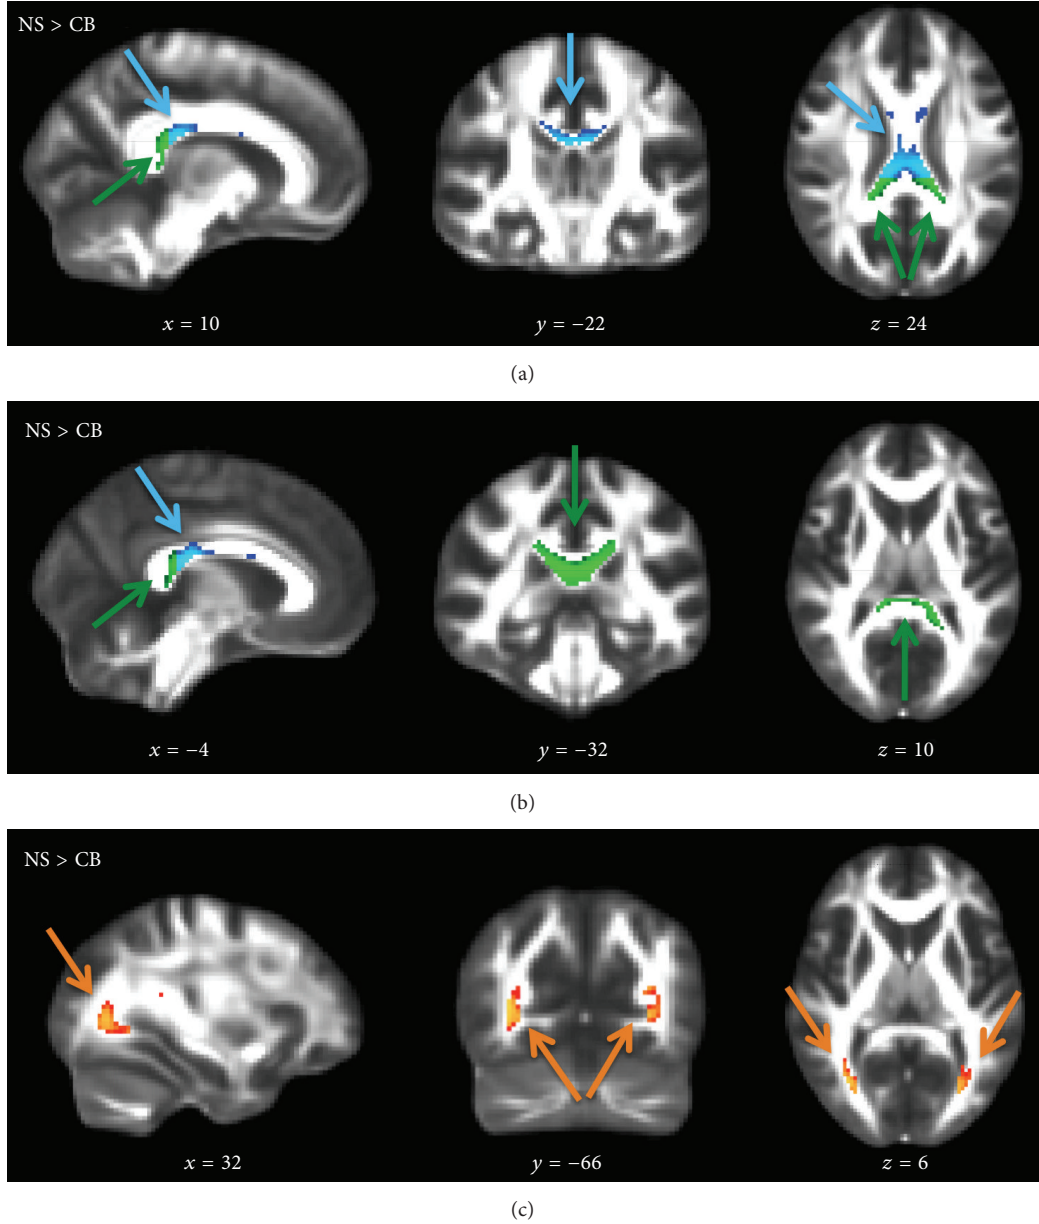 NS > CB
x = 10
y = −22
z = 24
(a)
NS > CB
x = −4
y = −32
z = 10
(b)
NS > CB
x = 32
y = −66
z = 6
(c)